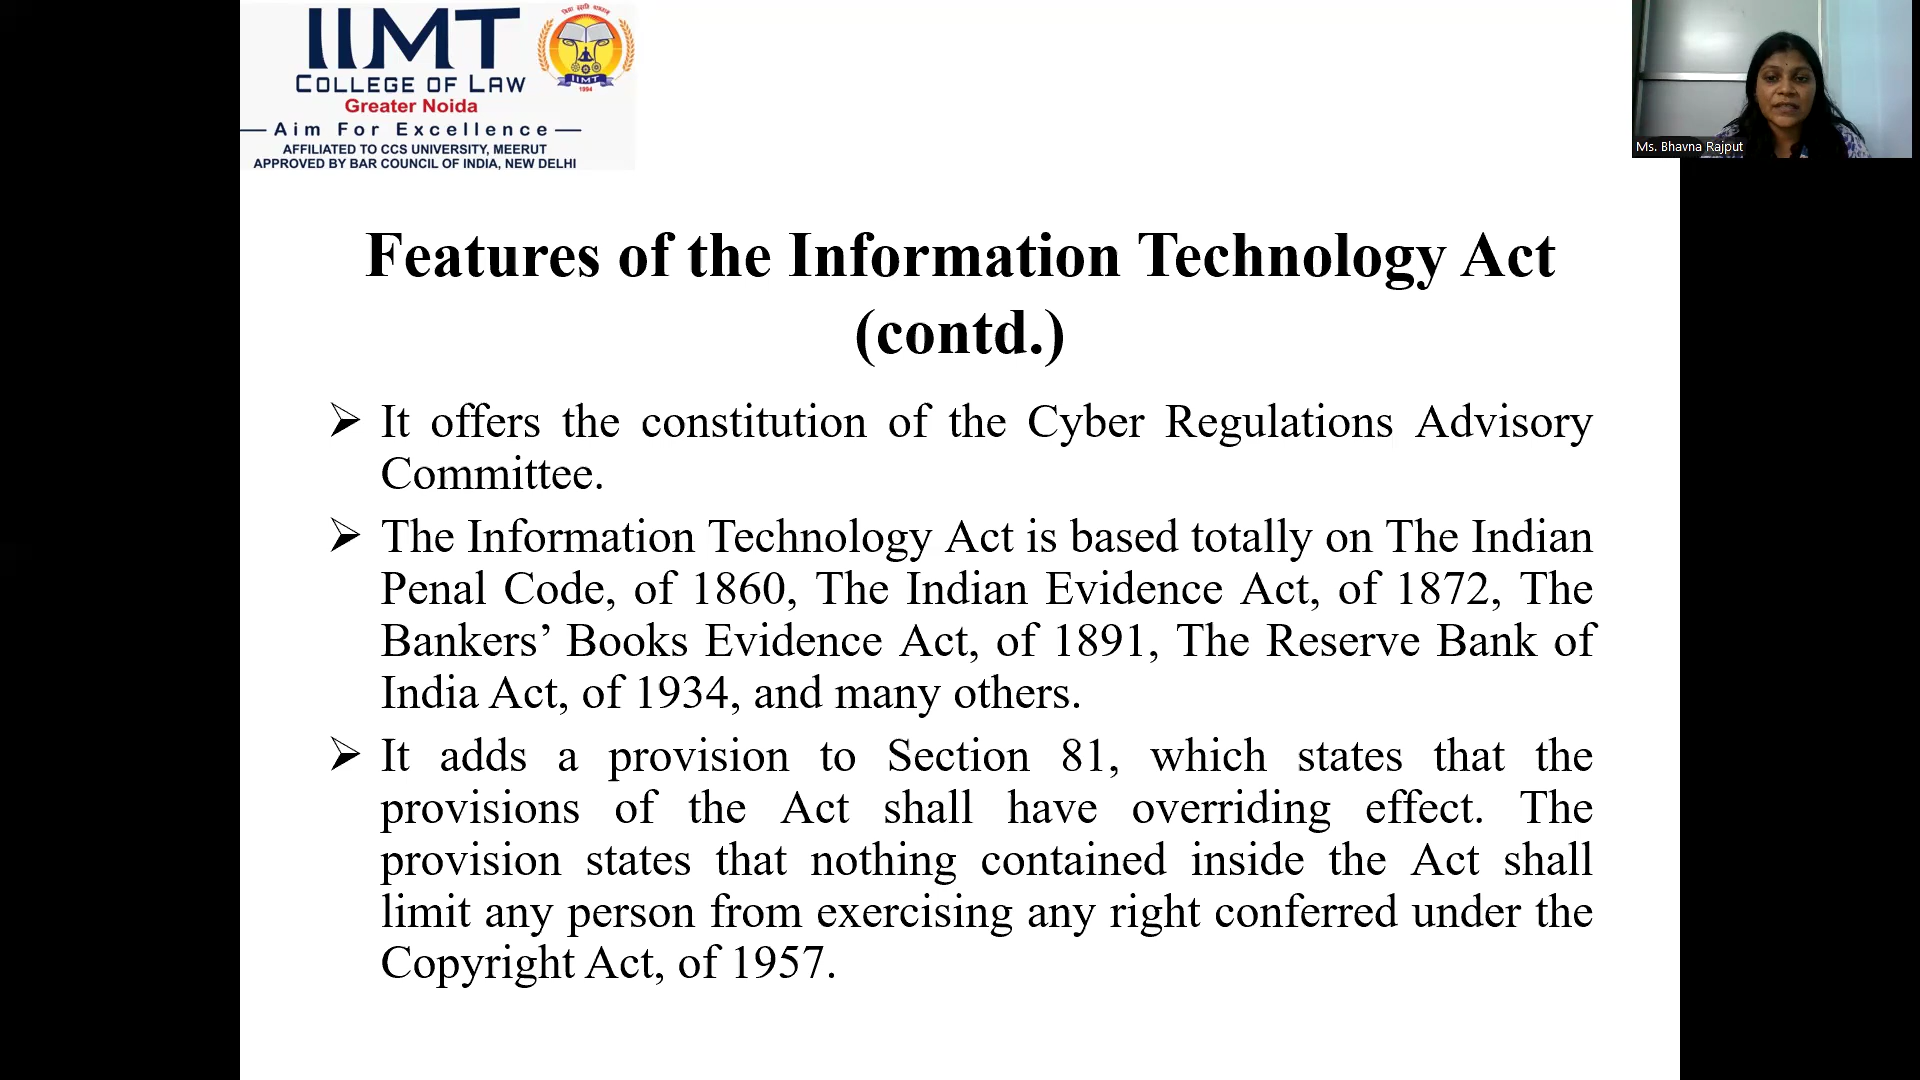 IIMT
COLLEGE OF LAW
Greater Noida
Aim For Excellence
AFFILIATED TO CCS UNIVERSITY, MEERUT
APPROVED BY BAR COUNCIL OF INDIA, NEW DELHI
IIMT
1994
Ms. Bhavna Rajput
Features of the Information Technology Act
(contd.)
➢ It offers the constitution of the Cyber Regulations Advisory
Committee.
➢ The Information Technology Act is based totally on The Indian
Penal Code, of 1860, The Indian Evidence Act, of 1872, The
Bankers’ Books Evidence Act, of 1891, The Reserve Bank of
India Act, of 1934, and many others.
➢ It adds a provision to Section 81, which states that the
provisions of the Act shall have overriding effect. The
provision states that nothing contained inside the Act shall
limit any person from exercising any right conferred under the
Copyright Act, of 1957.